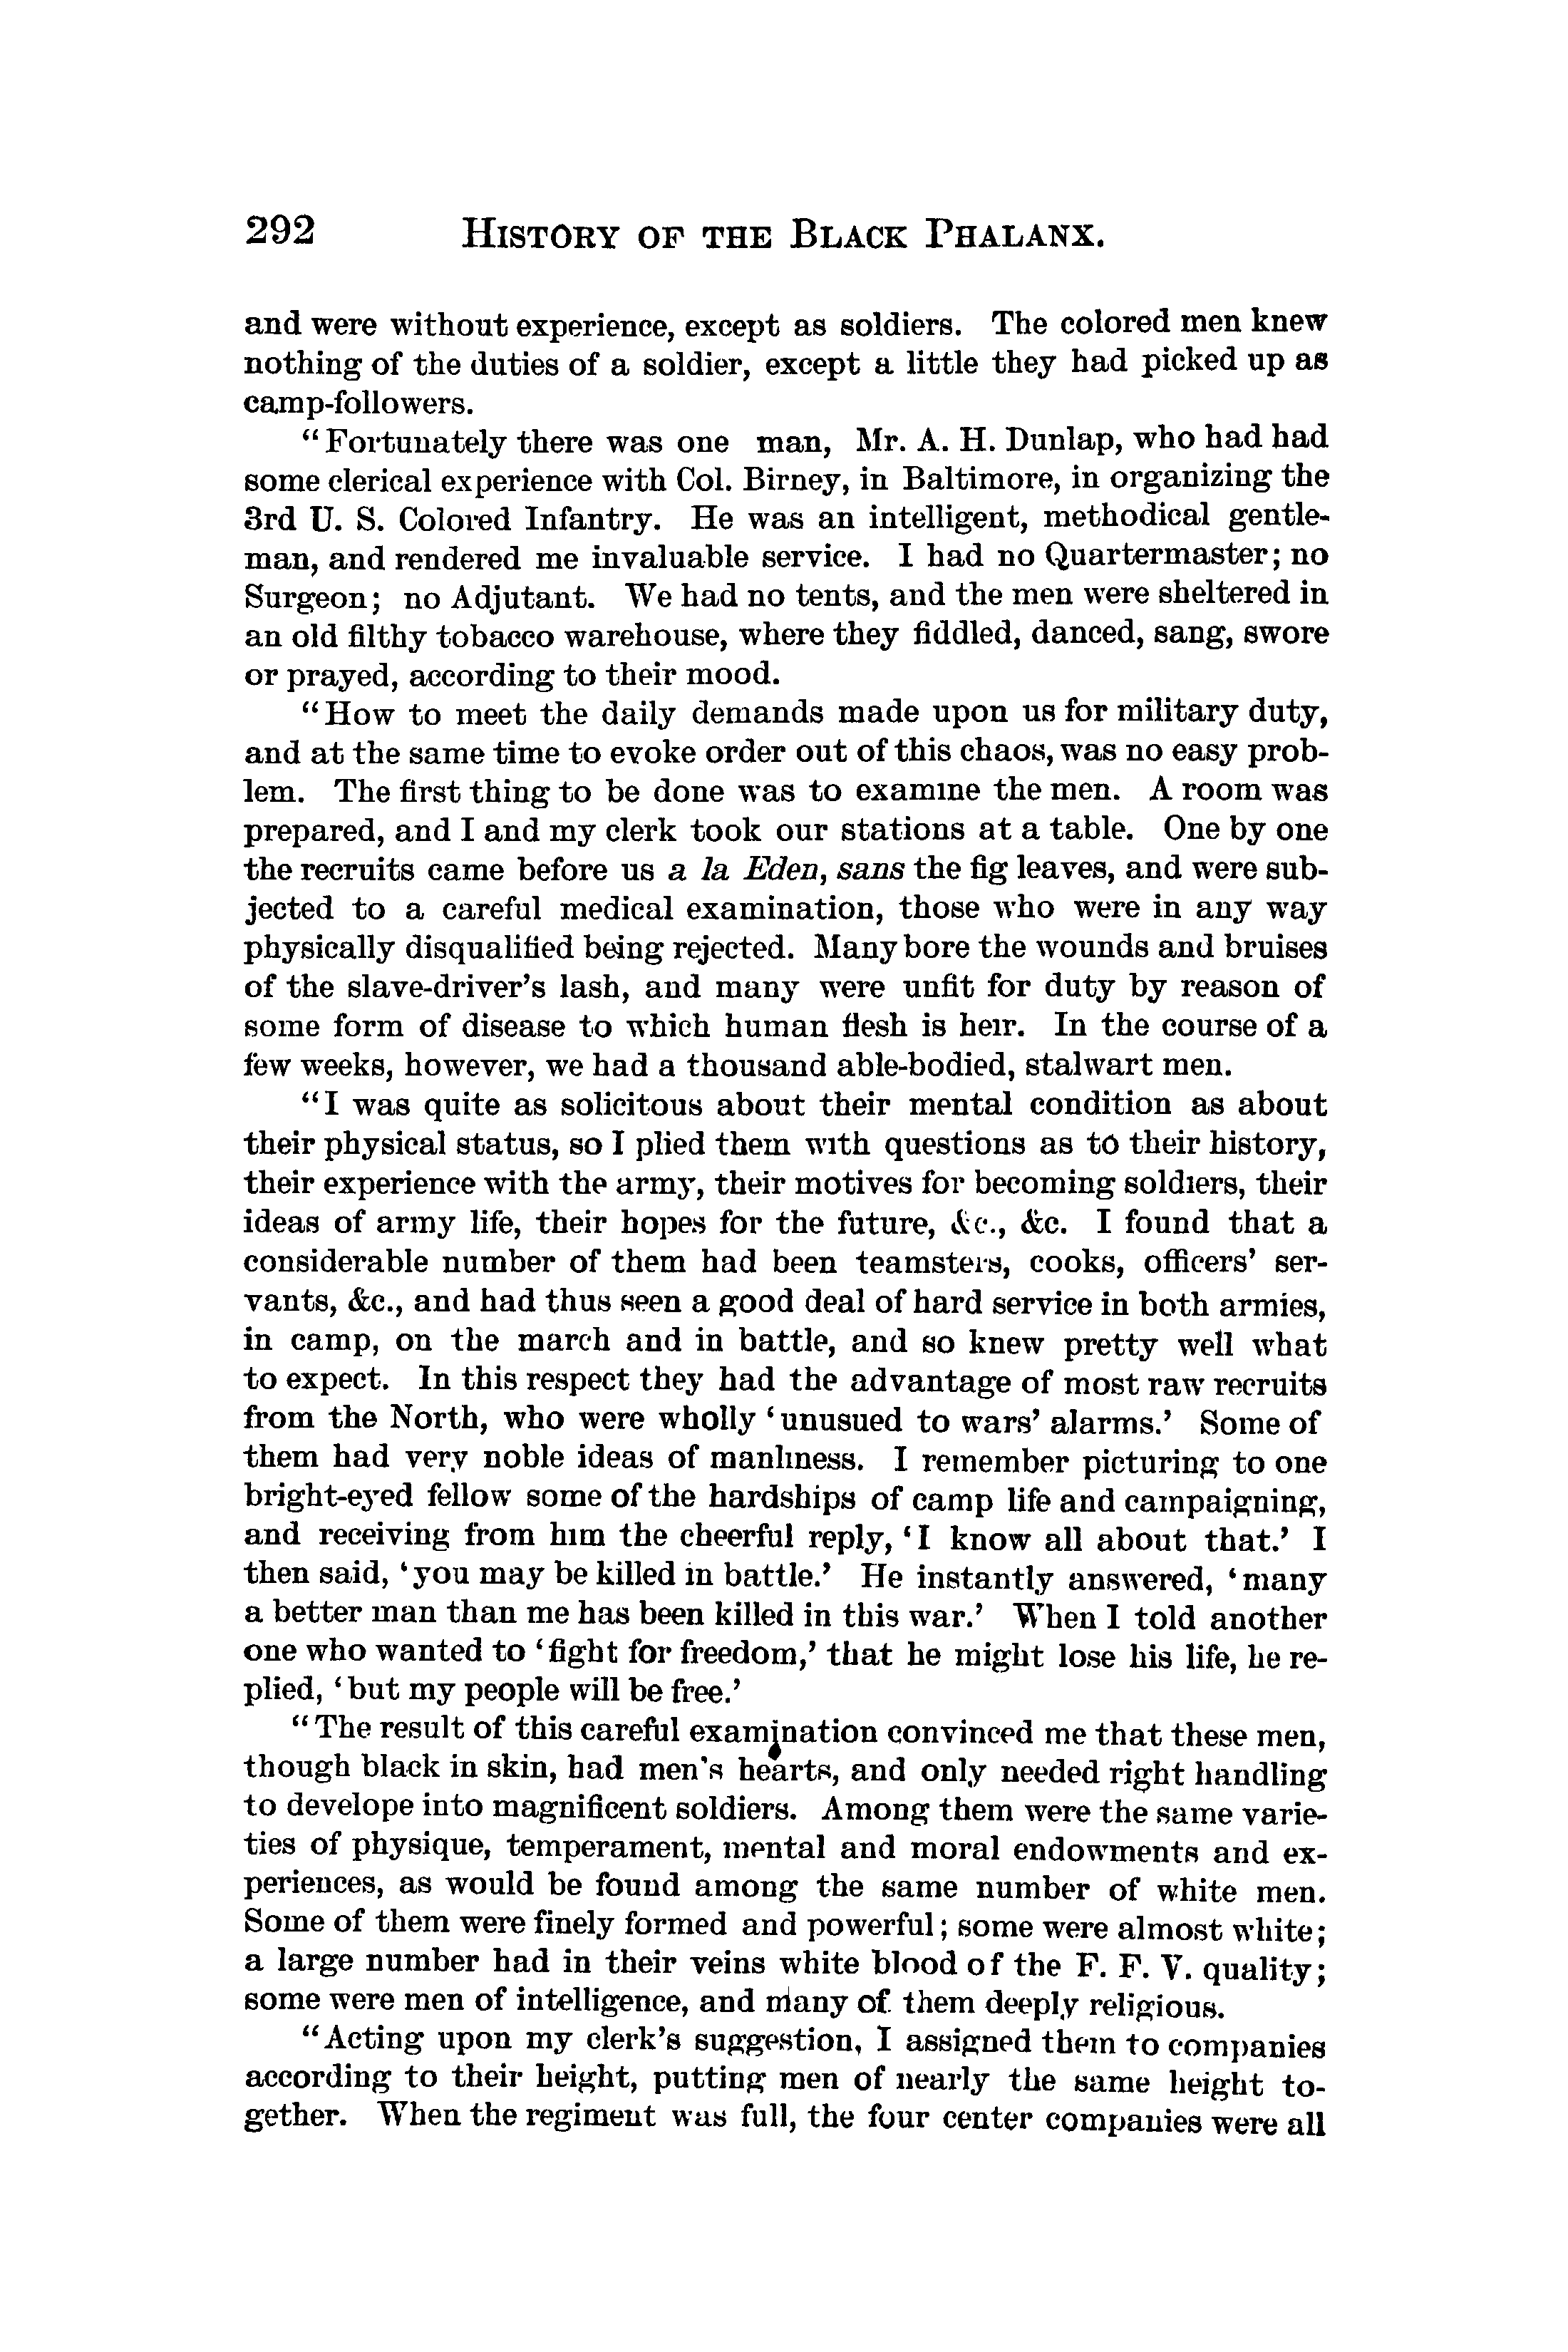 292 HISTORY OF THE BLACK PHALANX.
and were without experience, except as soldiers. The colored men knew
nothing of the duties of a soldier, except a little they had picked up as
camp-followers.
“Fortunately there was one man, Mr. A. H. Dunlap, who had had
some clerical experience with Col. Birney, in Baltimore, in organizing the
3rd U. S. Colored Infantry. He was an intelligent, methodical gentle-
man, and rendered me invaluable service. I had no Quartermaster; no
Surgeon; no Adjutant. We had no tents, and the men were sheltered in
an old filthy tobacco warehouse, where they fiddled, danced, sang, swore
or prayed, according to their mood.
“How to meet the daily demands made upon us for military duty,
and at the same time to evoke order out of this chaos, was no easy prob-
lem. The first thing to be done was to examine the men. A room was
prepared, and I and my clerk took our stations at a table. One by one
the recruits came before us a la Eden, sans the fig leaves, and were sub-
jected to a careful medical examination, those who were in any way
physically disqualified being rejected. Many bore the wounds and bruises
of the slave-driver’s lash, and many were unfit for duty by reason of
some form of disease to which human flesh is heir. In the course of a
few weeks, however, we had a thousand able-bodied, stalwart men.
“I was quite as solicitous about their mental condition as about
their physical status, so I plied them with questions as to their history,
their experience with the army, their motives for becoming soldiers, their
ideas of army life, their hopes for the future, &c., &c. I found that a
considerable number of them had been teamsters, cooks, officers’ ser-
vants, &c., and had thus seen a good deal of hard service in both armies,
in camp, on the march and in battle, and so knew pretty well what
to expect. In this respect they had the advantage of most raw recruits
from the North, who were wholly ‘unusued to wars’ alarms.’ Some of
them had very noble ideas of manliness. I remember picturing to one
bright-eyed fellow some of the hardships of camp life and campaigning,
and receiving from him the cheerful reply, ‘I know all about that.’ I
then said, ‘you may be killed in battle.’ He instantly answered, ‘many
a better man than me has been killed in this war.’ When I told another
one who wanted to ‘fight for freedom,’ that he might lose his life, he re-
plied, ‘but my people will be free.’
“The result of this careful examination convinced me that these men,
though black in skin, had men’s hearts, and only needed right handling
to develope into magnificent soldiers. Among them were the same varie-
ties of physique, temperament, mental and moral endowments and ex-
periences, as would be found among the same number of white men.
Some of them were finely formed and powerful; some were almost white;
a large number had in their veins white blood of the F. F. V. quality;
some were men of intelligence, and many of them deeply religious.
“Acting upon my clerk’s suggestion, I assigned them to companies
according to their height, putting men of nearly the same height to-
gether. When the regiment was full, the four center companies were all